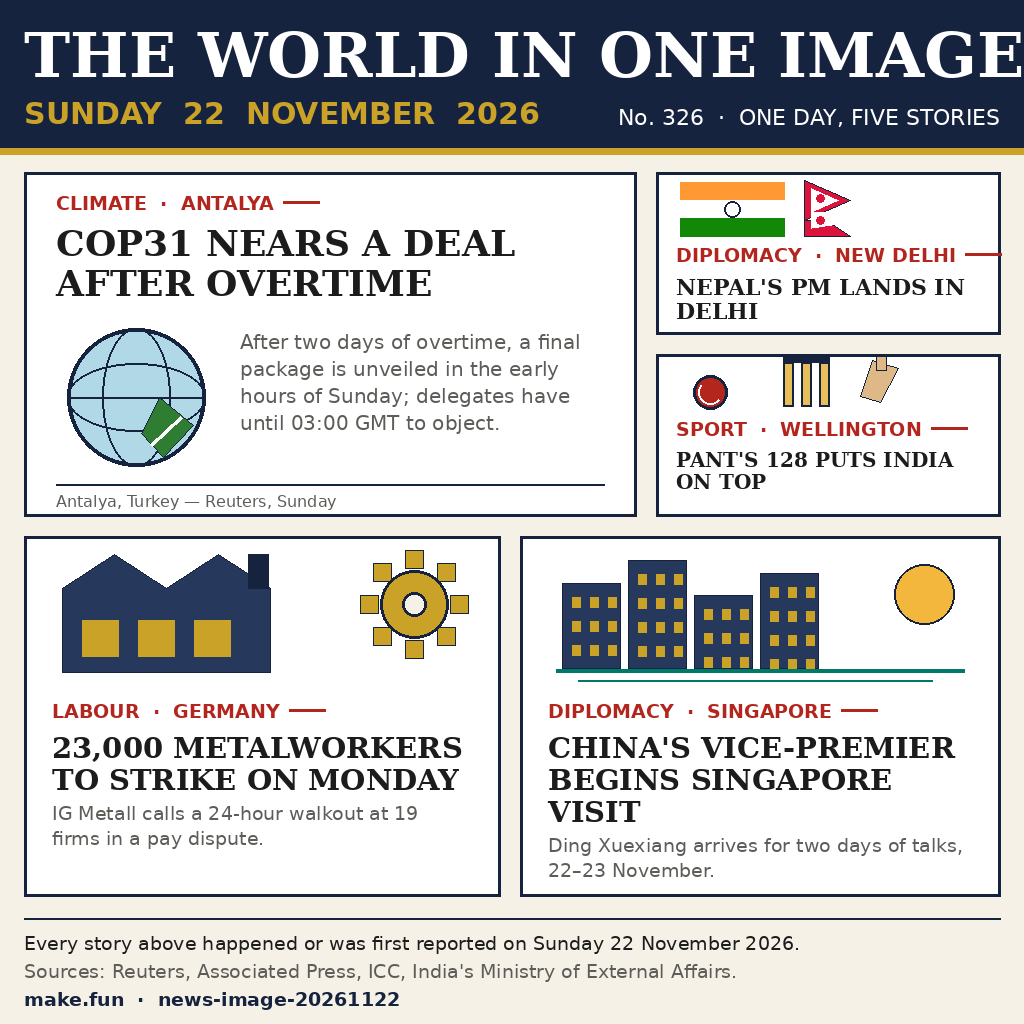 THE WORLD IN ONE IMAGE
SUNDAY 22 NOVEMBER 2026
No. 326 · ONE DAY, FIVE STORIES
CLIMATE · ANTALYA
COP31 NEARS A DEAL
AFTER OVERTIME
After two days of overtime, a final
package is unveiled in the early
hours of Sunday; delegates have
until 03:00 GMT to object.
Antalya, Turkey — Reuters, Sunday
DIPLOMACY · NEW DELHI
NEPAL'S PM LANDS IN
DELHI
SPORT · WELLINGTON
PANT'S 128 PUTS INDIA
ON TOP
LABOUR · GERMANY
23,000 METALWORKERS
TO STRIKE ON MONDAY
IG Metall calls a 24-hour walkout at 19
firms in a pay dispute.
DIPLOMACY · SINGAPORE
CHINA'S VICE-PREMIER
BEGINS SINGAPORE
VISIT
Ding Xuexiang arrives for two days of talks,
22–23 November.
Every story above happened or was first reported on Sunday 22 November 2026.
Sources: Reuters, Associated Press, ICC, India's Ministry of External Affairs.
make.fun · news-image-20261122